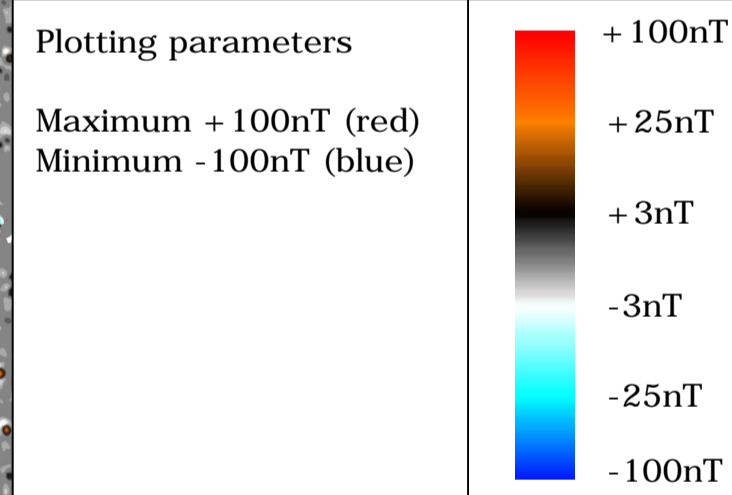 Plotting parameters
Maximum +100nT (red)
Minimum -100nT (blue)
+100nT
+25nT
+3nT
-3nT
-25nT
-100nT